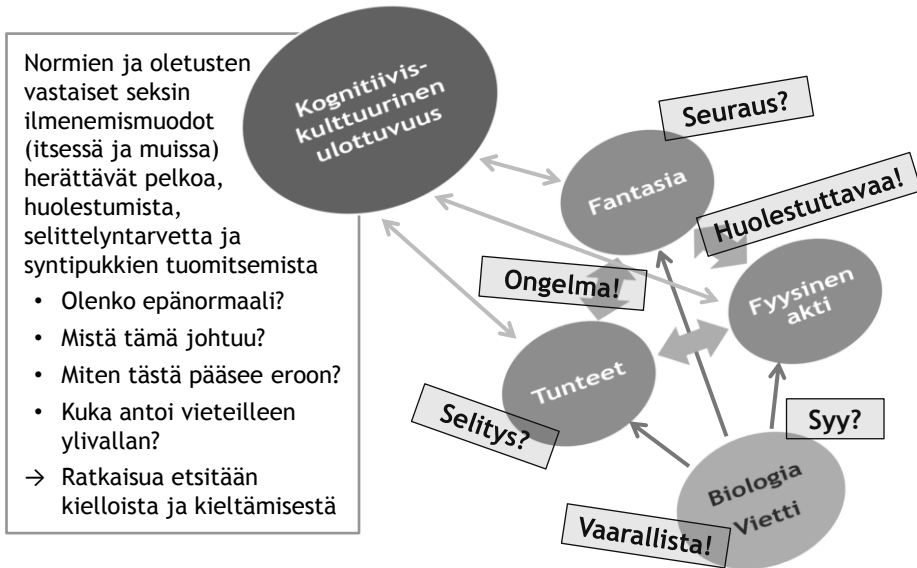 Normien ja oletusten
vastaiset seksin
ilmenemismuodot
(itsessä ja muissa)
herättävät pelkoa,
huolestumista,
selittelyntarvetta ja
syntipukkien tuomitsemista
• Olenko epänormaali?
• Mistä tämä johtuu?
• Miten tästä pääsee eroon?
• Kuka antoi vieteilleen
ylivallan?
→ Ratkaisua etsitään
kielloista ja kieltämisestä
Kognitiivis-
kulttuurinen
ulottuvuus
Seuraus?
Fantasia
Huolestuttavaa!
Ongelma!
Fyysinen
akti
Tunteet
Selitys?
Syy?
Biologia
Vietti
Vaarallista!